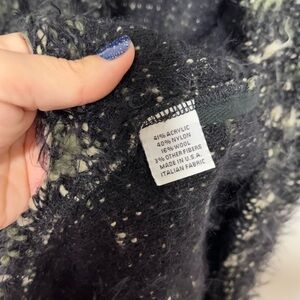 41% ACRYLIC
40% NYLON
16% WOOL
3% OTHER FIBERS
MADE IN U.S.A.
ITALIAN FABRIC